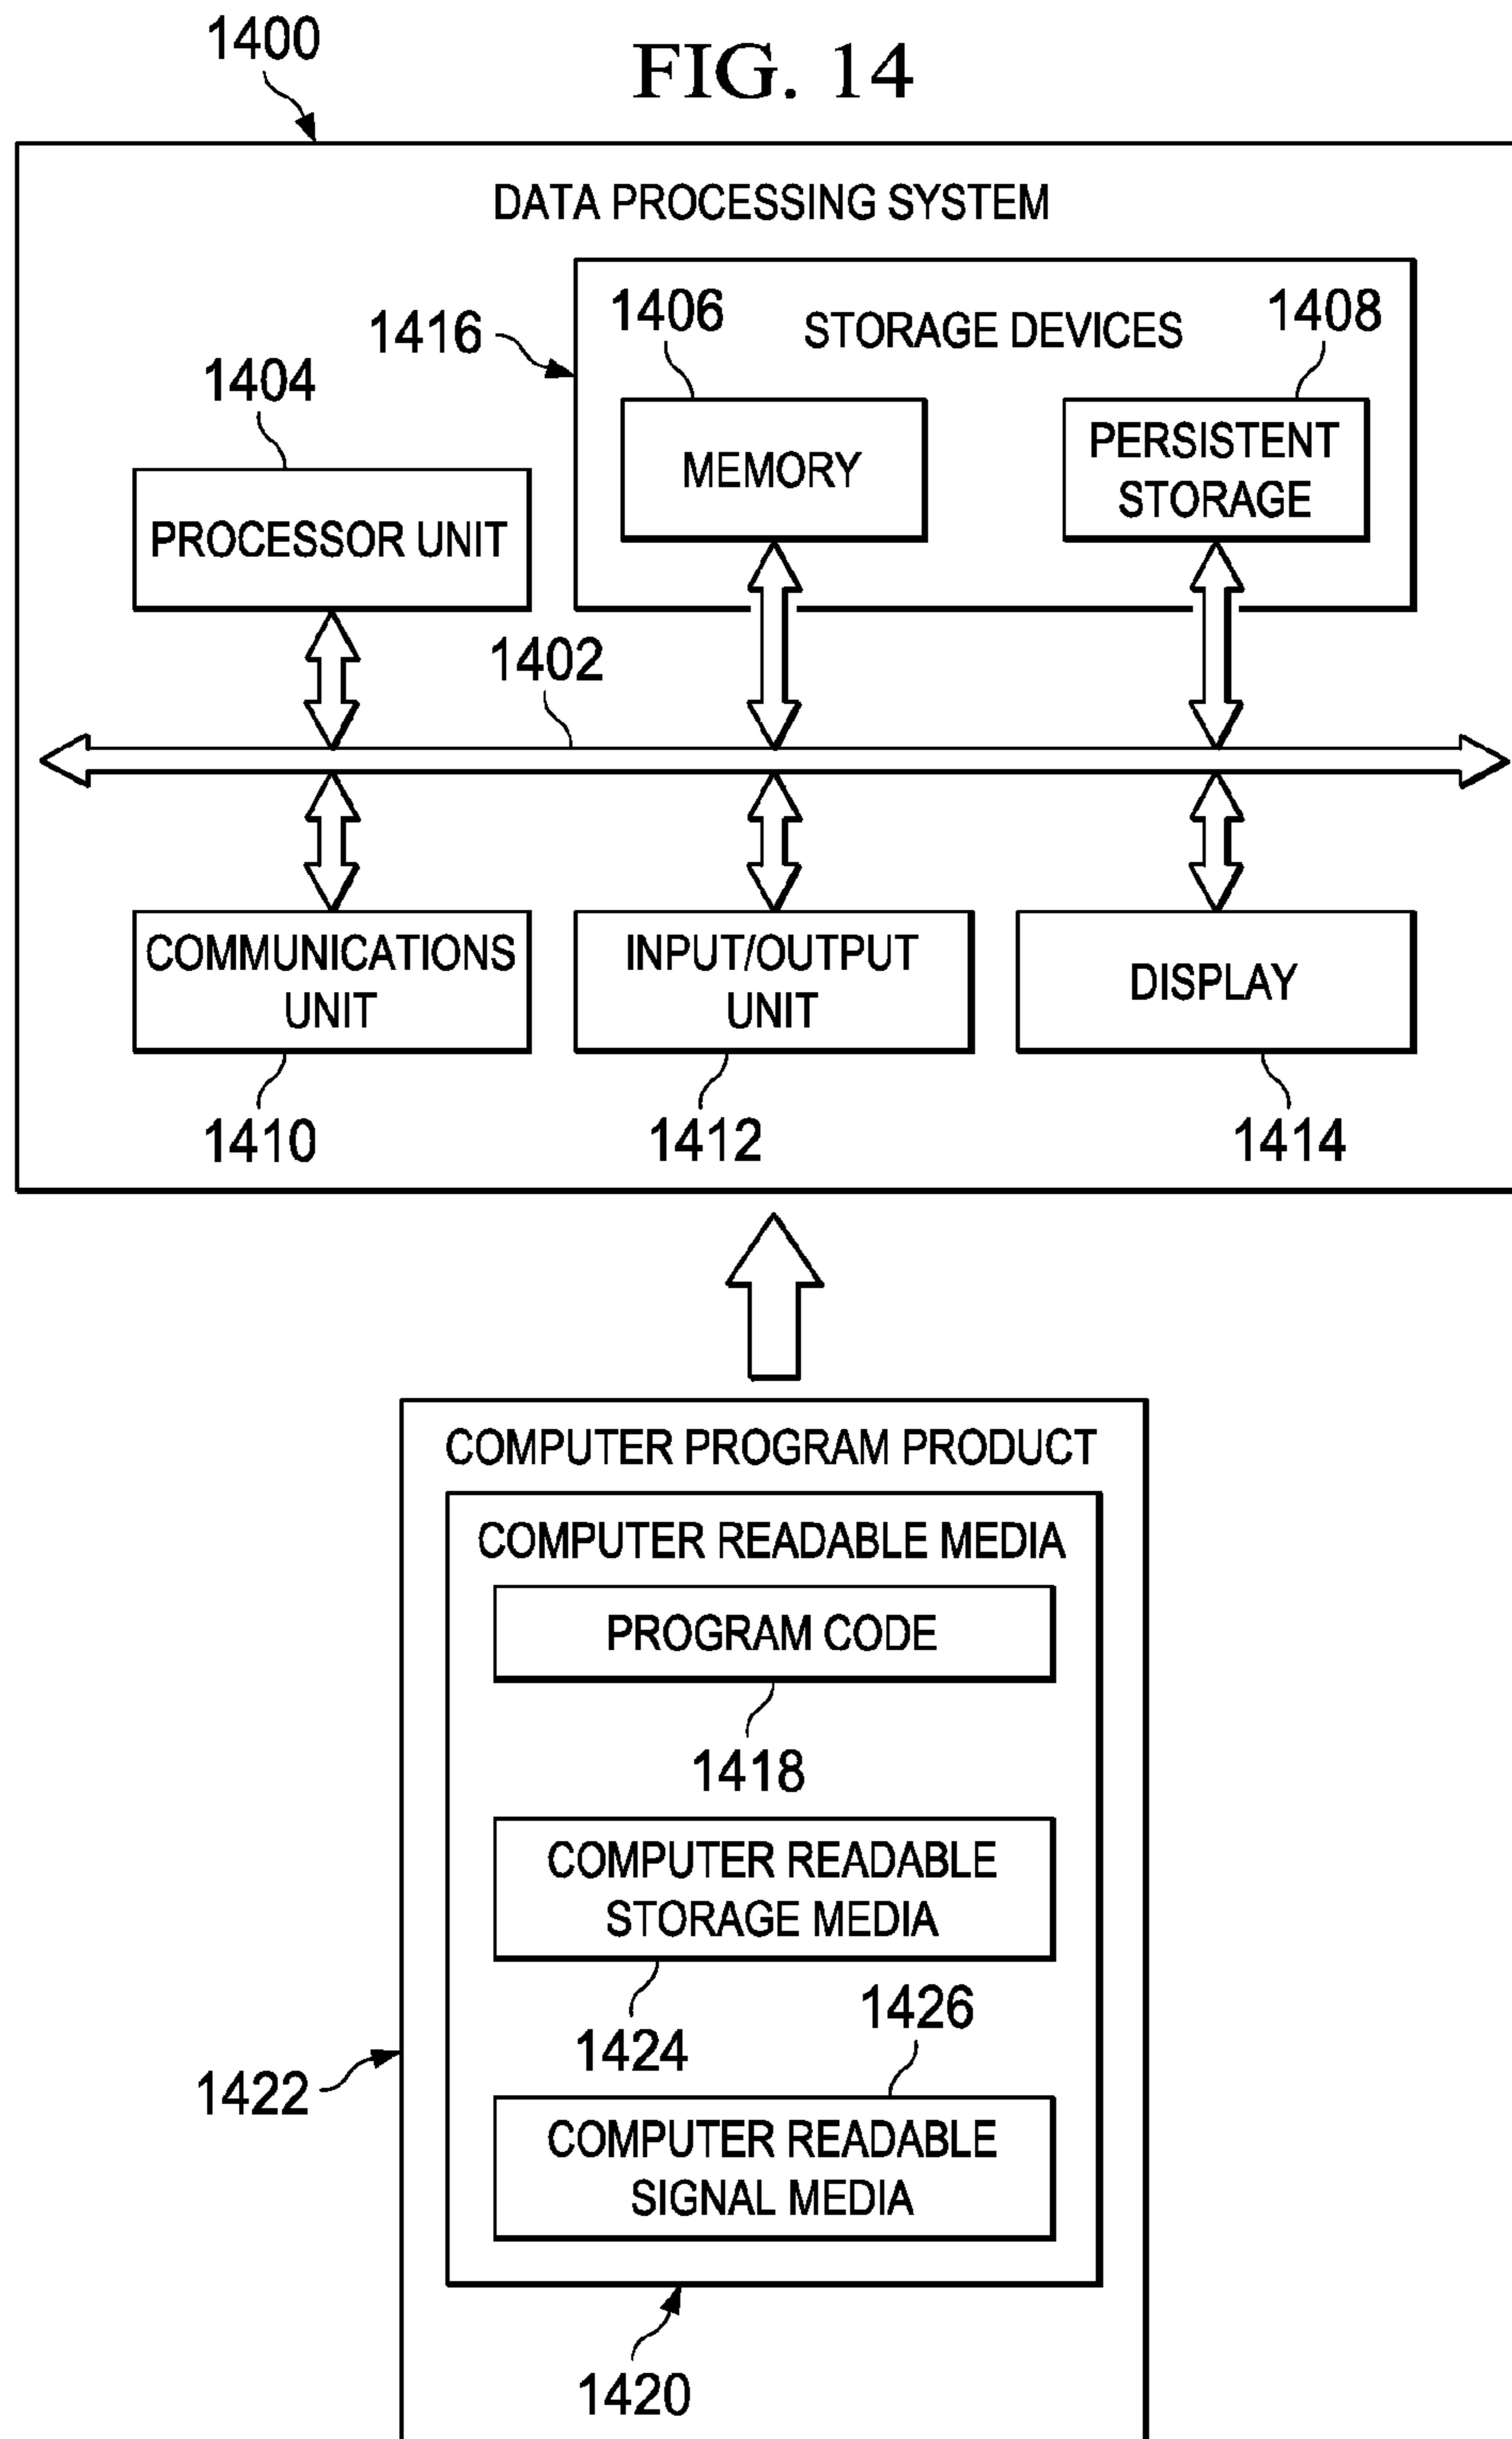 1400
FIG. 14
DATA PROCESSING SYSTEM
1416
1406
STORAGE DEVICES
1408
1404
MEMORY
PERSISTENT
STORAGE
PROCESSOR UNIT
1402
COMMUNICATIONS
UNIT
INPUT/OUTPUT
UNIT
DISPLAY
1410
1412
1414
COMPUTER PROGRAM PRODUCT
COMPUTER READABLE MEDIA
PROGRAM CODE
1418
COMPUTER READABLE
STORAGE MEDIA
1424
1426
1422
COMPUTER READABLE
SIGNAL MEDIA
1420